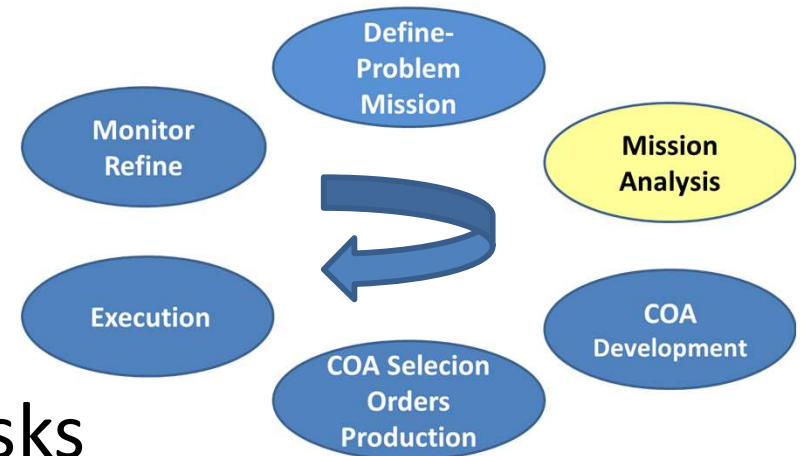 Define-
Problem
Mission
Mission
Analysis
COA
Development
COA Selecion
Orders
Production
Execution
Monitor
Refine
sks